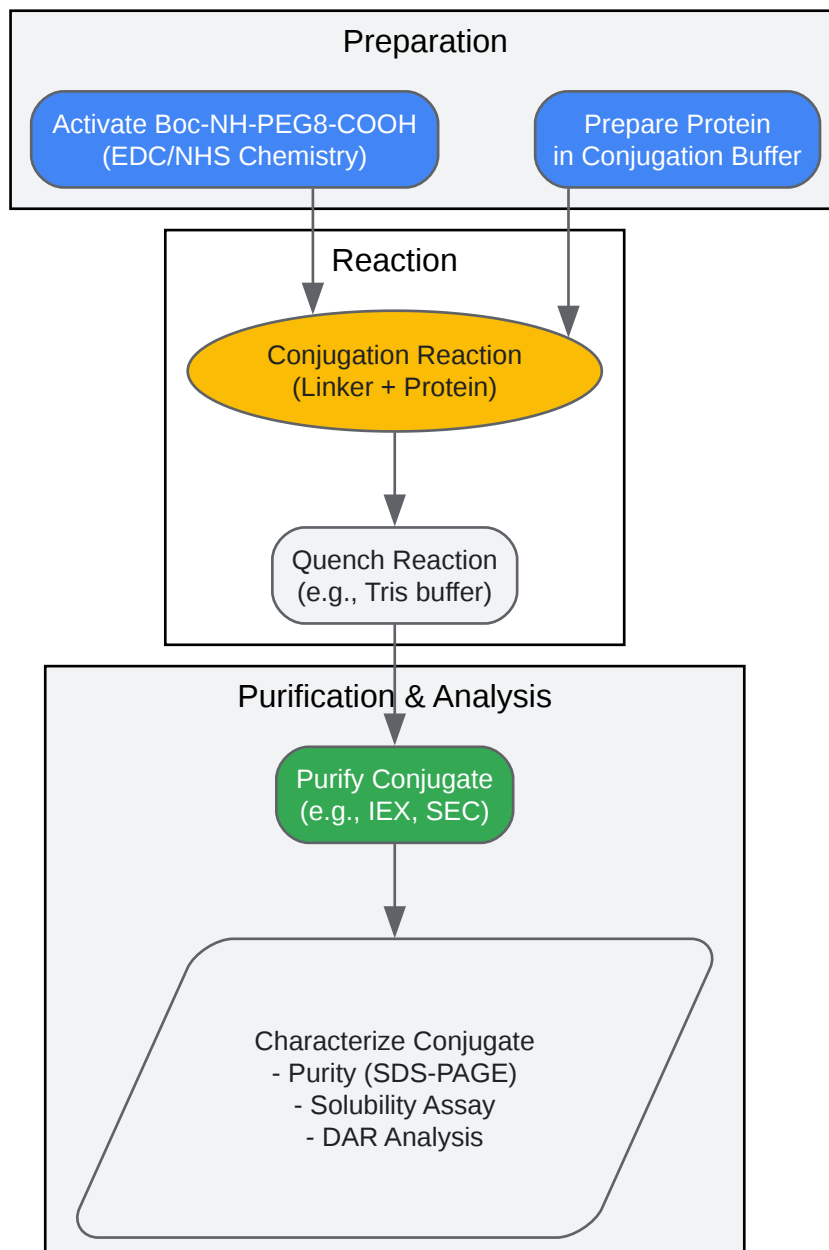 Preparation
Activate Boc-NH-PEG8-COOH
(EDC/NHS Chemistry)
Prepare Protein
in Conjugation Buffer
Reaction
Conjugation Reaction
(Linker + Protein)
Quench Reaction
(e.g., Tris buffer)
Purification & Analysis
Purify Conjugate
(e.g., IEX, SEC)
Characterize Conjugate
- Purity (SDS-PAGE)
- Solubility Assay
- DAR Analysis